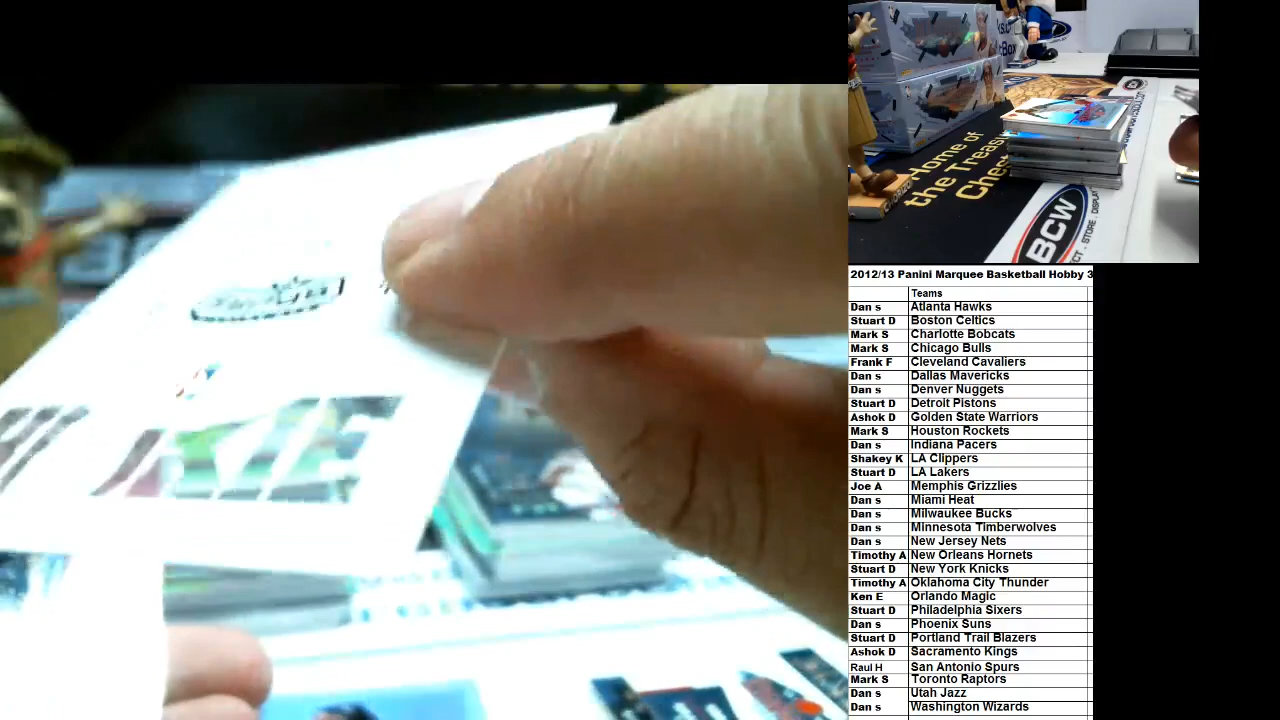 Home of
the Treasu
Chest
BCW
2012/13 Panini Marquee Basketball Hobby 3
Teams
Dan s Atlanta Hawks
Stuart D Boston Celtics
Mark S Charlotte Bobcats
Mark S Chicago Bulls
Frank F Cleveland Cavaliers
Dan s Dallas Mavericks
Dan s Denver Nuggets
Stuart D Detroit Pistons
Ashok D Golden State Warriors
Mark S Houston Rockets
Dan s Indiana Pacers
Shakey K LA Clippers
Stuart D LA Lakers
Joe A Memphis Grizzlies
Dan s Miami Heat
Dan s Milwaukee Bucks
Dan s Minnesota Timberwolves
Dan s New Jersey Nets
Timothy A New Orleans Hornets
Stuart D New York Knicks
Timothy A Oklahoma City Thunder
Ken E Orlando Magic
Stuart D Philadelphia Sixers
Dan s Phoenix Suns
Stuart D Portland Trail Blazers
Ashok D Sacramento Kings
Raul H San Antonio Spurs
Mark S Toronto Raptors
Dan s Utah Jazz
Dan s Washington Wizards